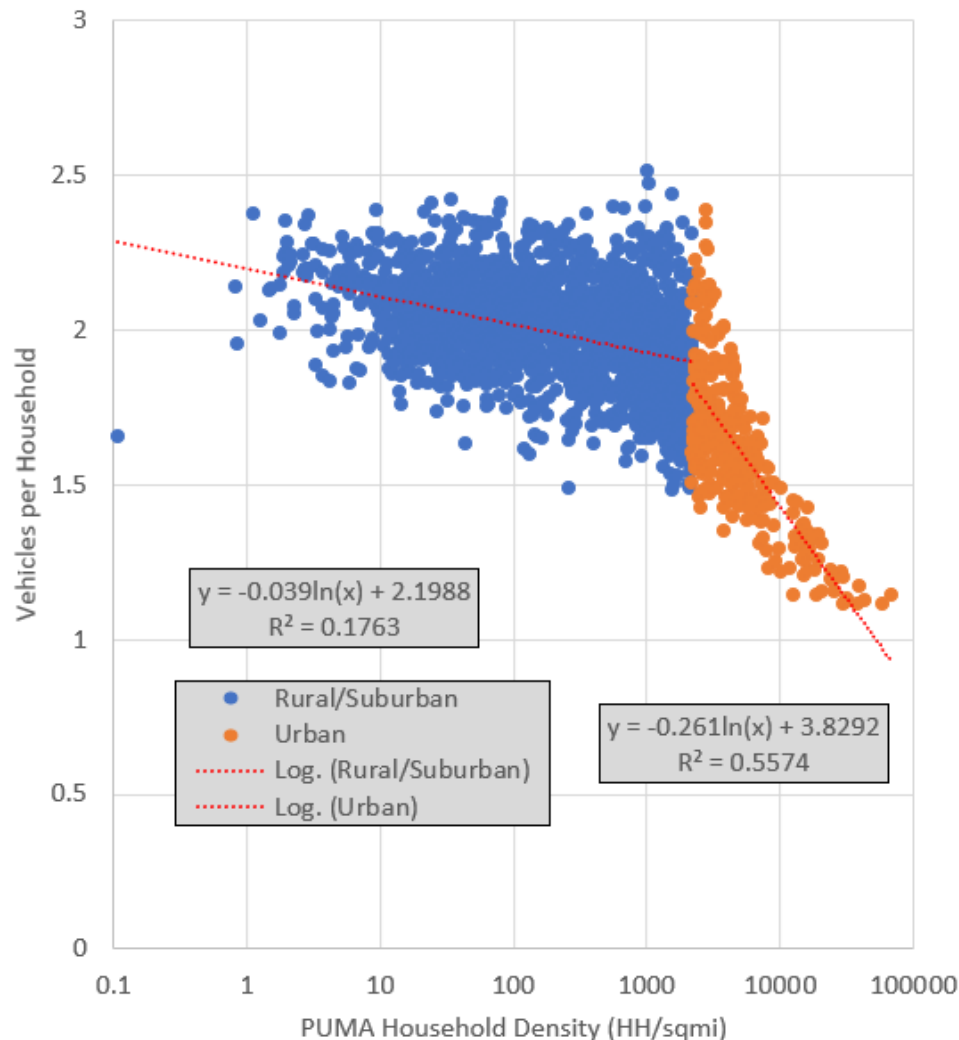 3
2.5
2
1.5
1
0.5
0
Vehicles per Household
y = -0.039ln(x) + 2.1988
R² = 0.1763
Rural/Suburban
Urban
Log. (Rural/Suburban)
Log. (Urban)
y = -0.261ln(x) + 3.8292
R² = 0.5574
0.1 1 10 100 1000 10000 100000
PUMA Household Density (HH/sqmi)